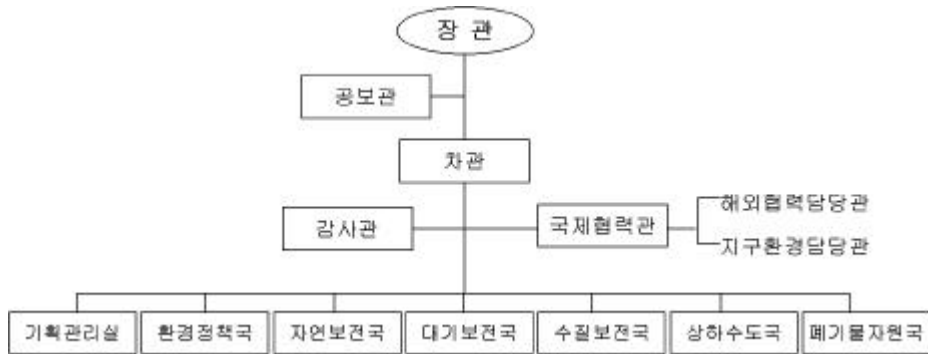 장 관
공보관
차관
감사관
국제협력관
해외협력담당관
지구환경담당관
기획관리실
환경정책국
자연보전국
대기보전국
수질보전국
상하수도국
폐기물자원국